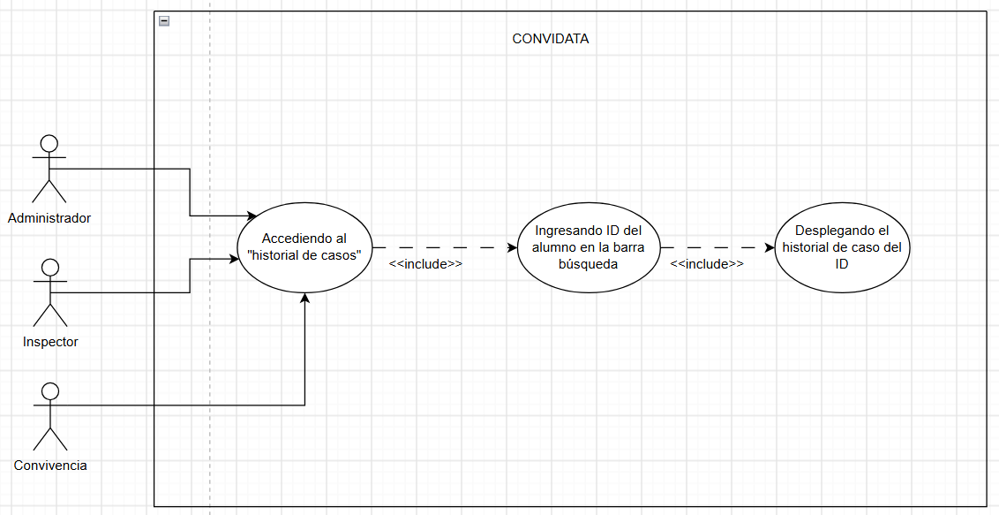 CONVIDATA
Administrador
Inspector
Convivencia
Accediendo al
"historial de casos"
<<include>>
Ingresando ID del
alumno en la barra
búsqueda
<<include>>
Desplegando el
historial de caso del
ID